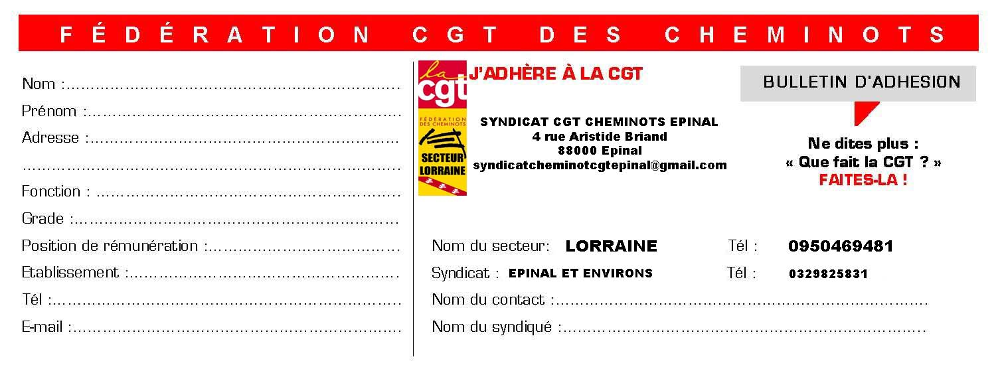 FÉDÉRATION CGT DES CHEMINOTS
Nom :
Prénom :
Adresse :
Fonction :
Grade :
Position de rémunération :
Etablissement :
Tél :
E-mail :
la
cgt
FÉDÉRATION
DES CHEMINOTS
SECTEUR
LORRAINE
J'ADHÈRE À LA CGT
SYNDICAT CGT CHEMINOTS EPINAL
4 rue Aristide Briand
88000 Epinal
syndicatcheminotcgtepinal@gmail.com
BULLETIN D'ADHESION
Ne dites plus :
« Que fait la CGT ? »
FAITES-LA !
Nom du secteur: LORRAINE Tél : 0950469481
Syndicat : EPINAL ET ENVIRONS Tél : 0329825831
Nom du contact :
Nom du syndiqué :